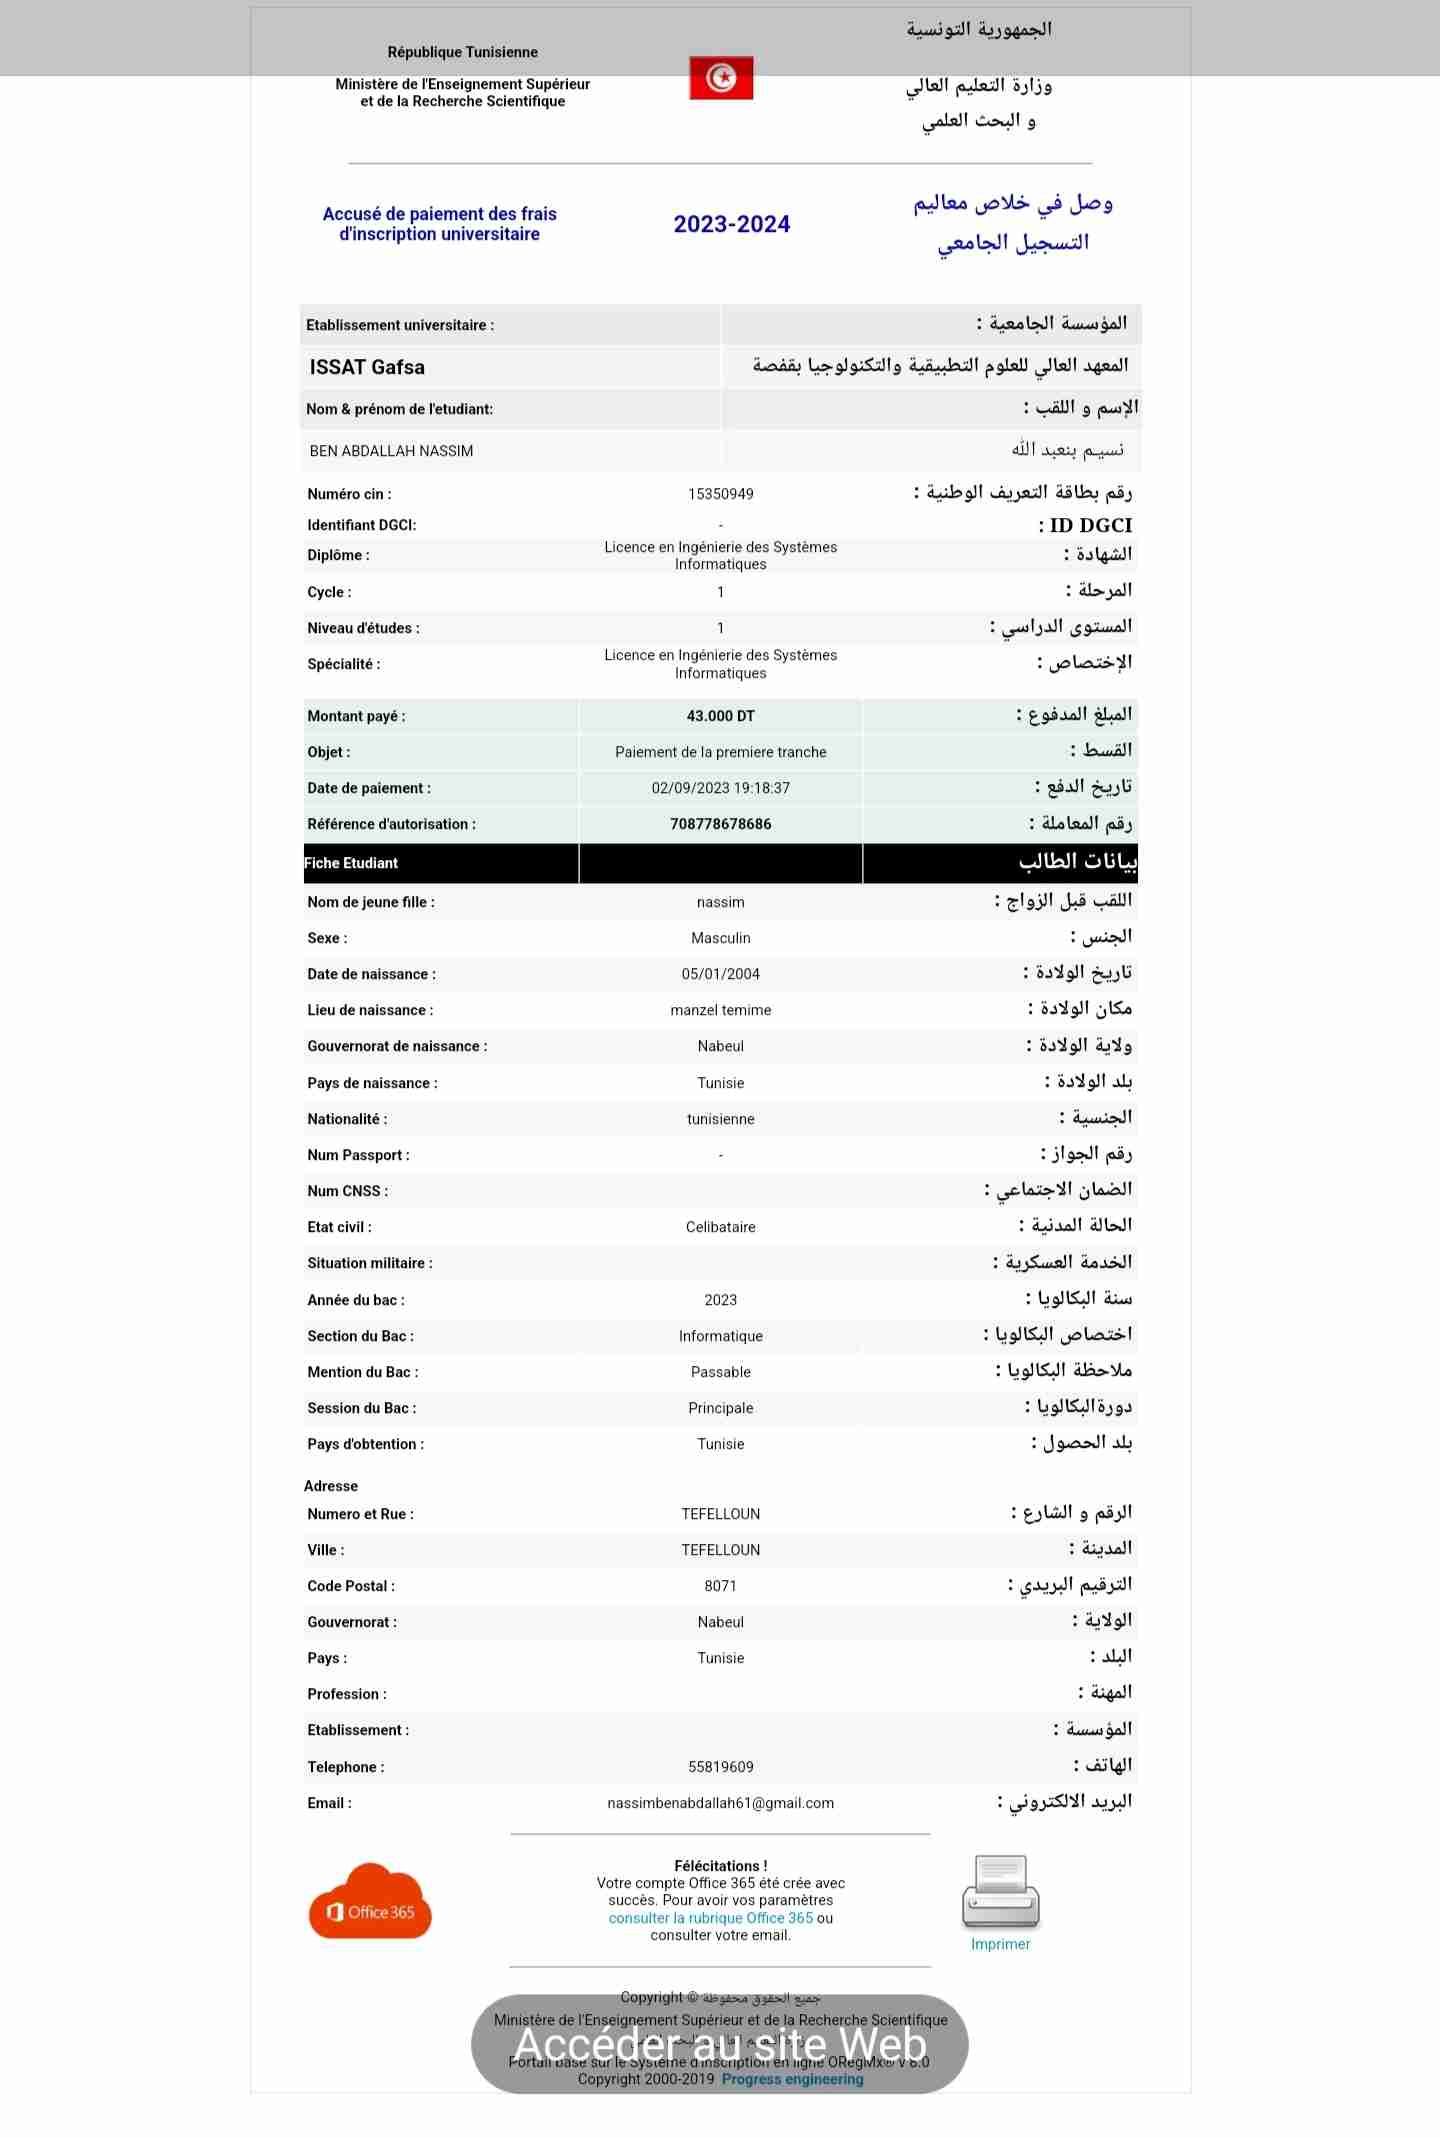 République Tunisienne
Ministère de l'Enseignement Supérieur
et de la Recherche Scientifique
الجمهورية التونسية
وزارة التعليم العالي
و البحث العلمي
Accusé de paiement des frais
d'inscription universitaire
2023-2024
وصل في خلاص معاليم
التسجيل الجامعي
Etablissement universitaire : المؤسسة الجامعية :
ISSAT Gafsa المعهد العالي للعلوم التطبيقية والتكنولوجيا بقفصة
Nom & prénom de l'etudiant: الإسم و اللقب :
BEN ABDALLAH NASSIM نسيـم بنعبد الله
Numéro cin : 15350949 رقم بطاقة التعريف الوطنية :
Identifiant DGCI: - ID DGCI :
Diplôme : Licence en Ingénierie des Systèmes
Informatiques الشهادة :
Cycle : 1 المرحلة :
Niveau d'études : 1 المستوى الدراسي :
Spécialité : Licence en Ingénierie des Systèmes
Informatiques الإختصاص :
Montant payé : 43.000 DT المبلغ المدفوع :
Objet : Paiement de la premiere tranche القسط :
Date de paiement : 02/09/2023 19:18:37 تاريخ الدفع :
Référence d'autorisation : 708778678686 رقم المعاملة :
Fiche Etudiant بيانات الطالب
Nom de jeune fille : nassim اللقب قبل الزواج :
Sexe : Masculin الجنس :
Date de naissance : 05/01/2004 تاريخ الولادة :
Lieu de naissance : manzel temime مكان الولادة :
Gouvernorat de naissance : Nabeul ولاية الولادة :
Pays de naissance : Tunisie بلد الولادة :
Nationalité : tunisienne الجنسية :
Num Passport : - رقم الجواز :
Num CNSS : الضمان الاجتماعي :
Etat civil : Celibataire الحالة المدنية :
Situation militaire : الخدمة العسكرية :
Année du bac : 2023 سنة البكالويا :
Section du Bac : Informatique اختصاص البكالويا :
Mention du Bac : Passable ملاحظة البكالويا :
Session du Bac : Principale دورةالبكالويا :
Pays d'obtention : Tunisie بلد الحصول :
Adresse
Numero et Rue : TEFELLOUN الرقم و الشارع :
Ville : TEFELLOUN المدينة :
Code Postal : 8071 الترقيم البريدي :
Gouvernorat : Nabeul الولاية :
Pays : Tunisie البلد :
Profession : المهنة :
Etablissement : المؤسسة :
Telephone : 55819609 الهاتف :
Email : nassimbenabdallah61@gmail.com البريد الالكتروني :
Office 365
Félécitations !
Votre compte Office 365 été crée avec
succès. Pour avoir vos paramètres
consulter la rubrique Office 365 ou
consulter votre email.
Imprimer
Copyright © جميع الحقوق محفوظة
Ministère de l'Enseignement Supérieur et de la Recherche Scientifique
Accéder au site Web
Portail basé sur le Système d'inscription en ligne ORegMx® v 8.0
Copyright 2000-2019 Progress engineering